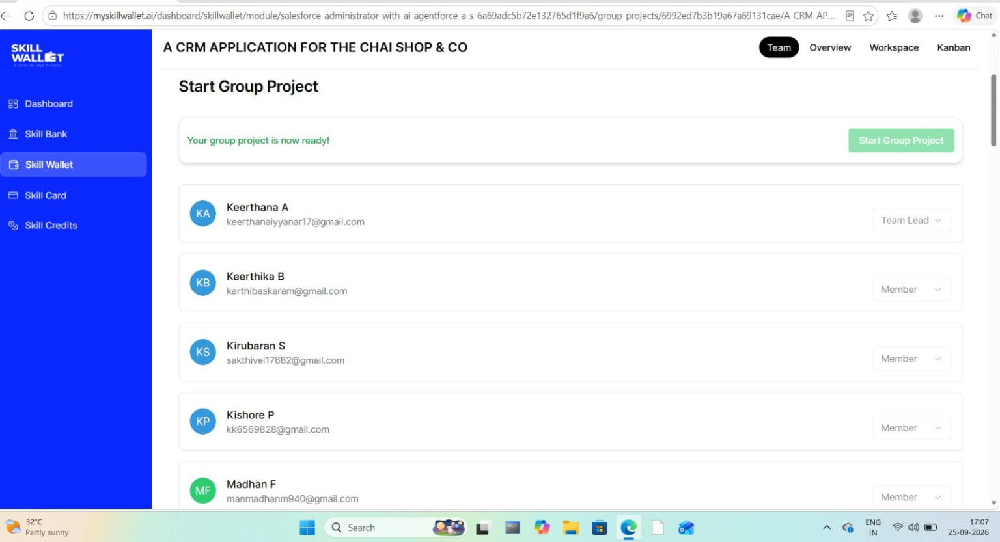 https://myskillwallet.ai/dashboard/skillwallet/module/salesforce-administrator-with-ai-agentforce-a-s-6a69adc5b72e132765d1f9a6/group-projects/6992ed7b3b19a67a69131cae/A-CRM-AP...
Chat
SKILL
WALLET
A SmartBridge Product
A CRM APPLICATION FOR THE CHAI SHOP & CO
Team
Overview
Workspace
Kanban
Start Group Project
Dashboard
Skill Bank
Skill Wallet
Skill Card
Skill Credits
Your group project is now ready!
Start Group Project
KA
Keerthana A
keerthanaiyyanar17@gmail.com
Team Lead
KB
Keerthika B
karthibaskaram@gmail.com
Member
KS
Kirubaran S
sakthivel17682@gmail.com
Member
KP
Kishore P
kk6569828@gmail.com
Member
MF
Madhan F
manmadhanm940@gmail.com
Member
32°C
Partly sunny
Search
ENG
IN
17:07
25-09-2026